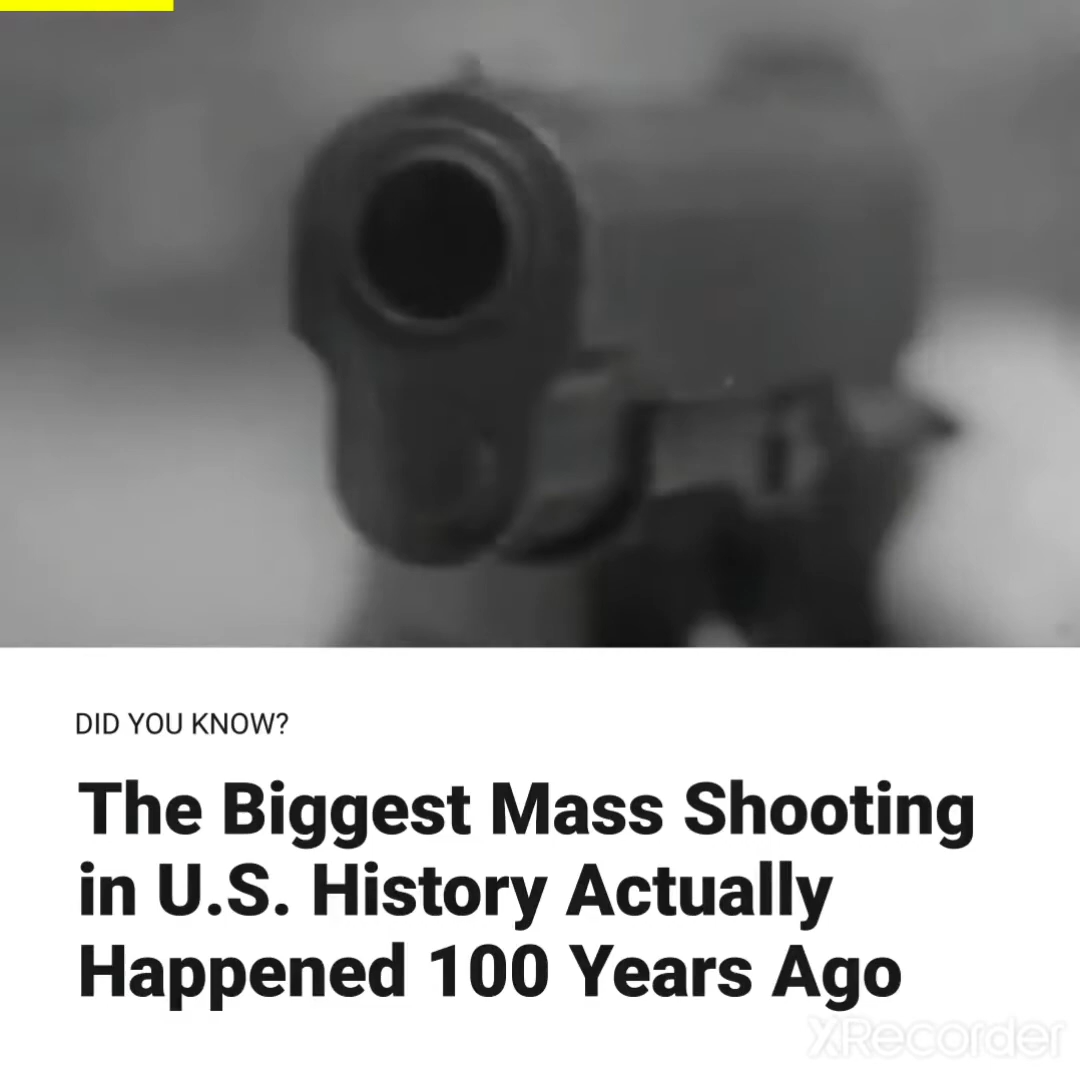 DID YOU KNOW?
The Biggest Mass Shooting
in U.S. History Actually
Happened 100 Years Ago
XRecorder